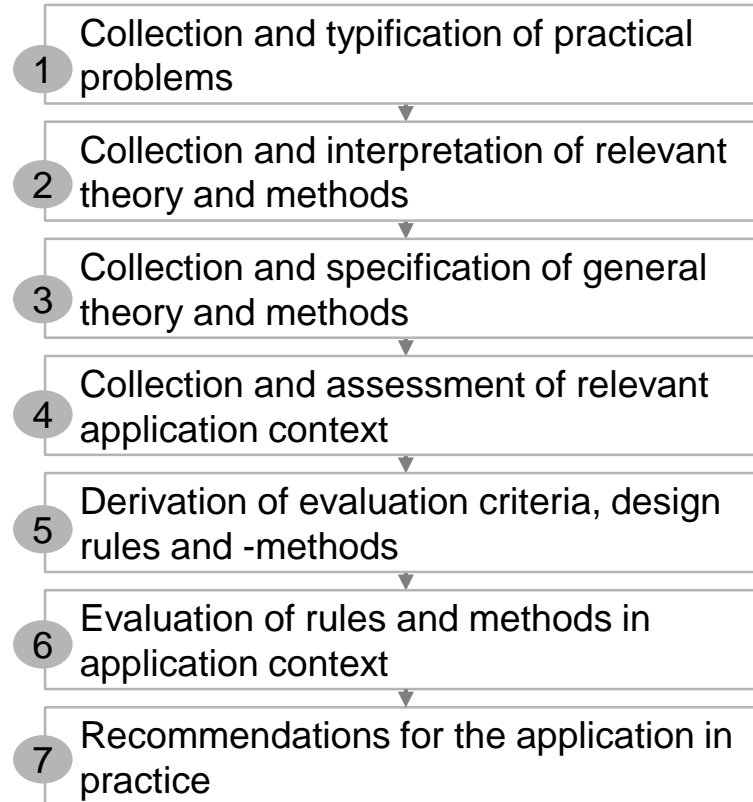 Collection and typification of practical
1
problems
Collection and interpretation of relevant
2
theory and methods
Collection and specification of general
3
theory and methods
Collection and assessment of relevant
4
application context
Derivation of evaluation criteria, design
5
rules and -methods
Evaluation of rules and methods in
6
application context
Recommendations for the application in
7
practice